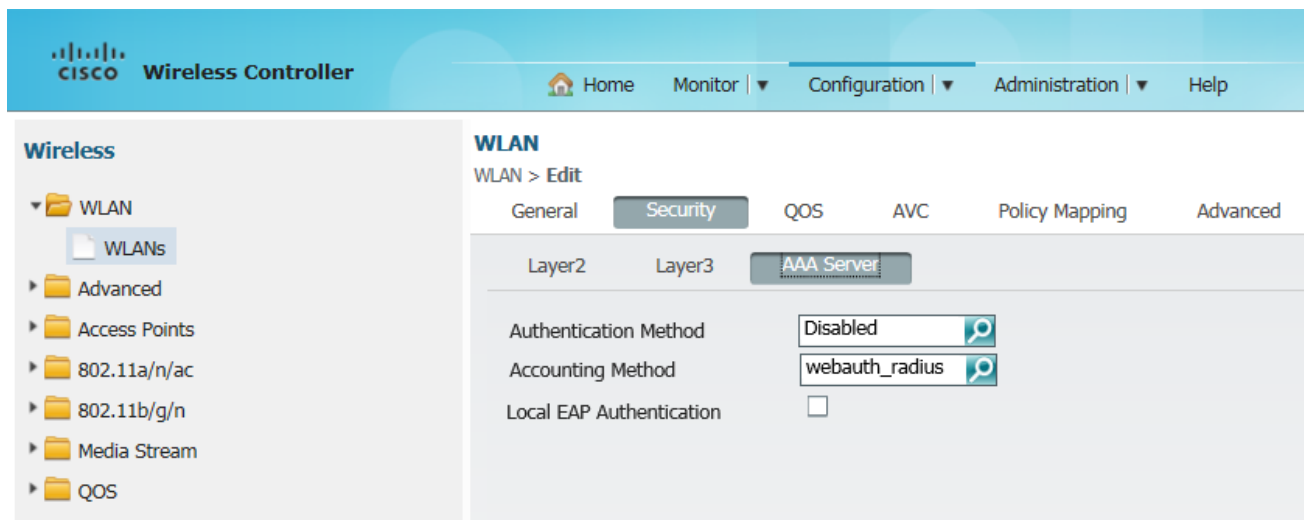 CISCO Wireless Controller
Home Monitor Configuration Administration Help
Wireless
WLAN
WLANs
Advanced
Access Points
802.11a/n/ac
802.11b/g/n
Media Stream
QOS
WLAN
WLAN > Edit
General Security QOS AVC Policy Mapping Advanced
Layer2 Layer3 AAA Server
Authentication Method Disabled
Accounting Method webauth_radius
Local EAP Authentication